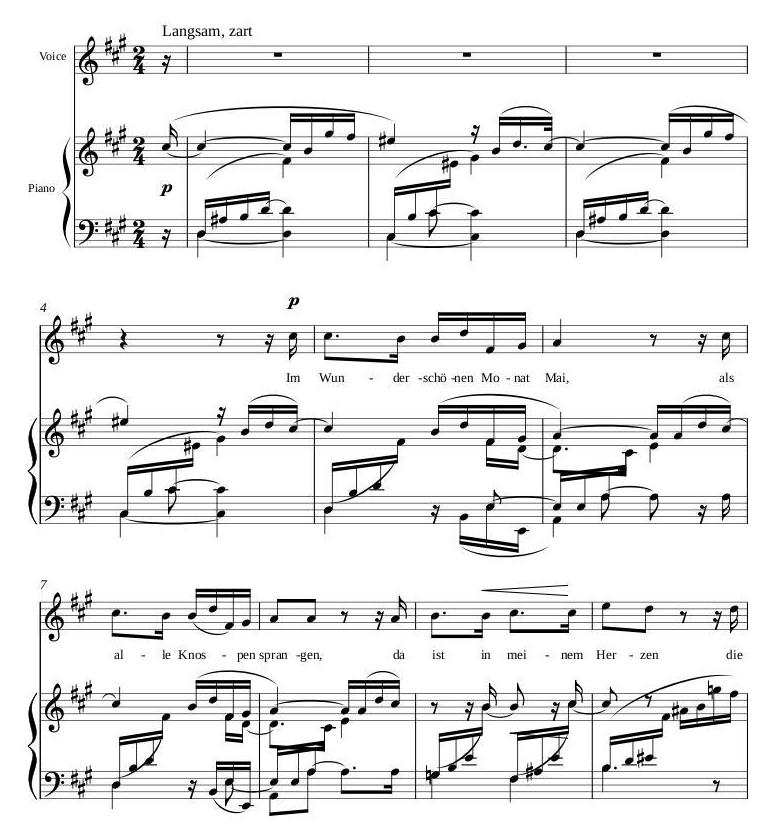 Langsam, zart
Voice
p
Piano
4
p
Im Wun - der -schö -nen Mo - nat Mai, als
7
al - le Knos - pen spran -gen, da ist in mei - nem Her - zen die